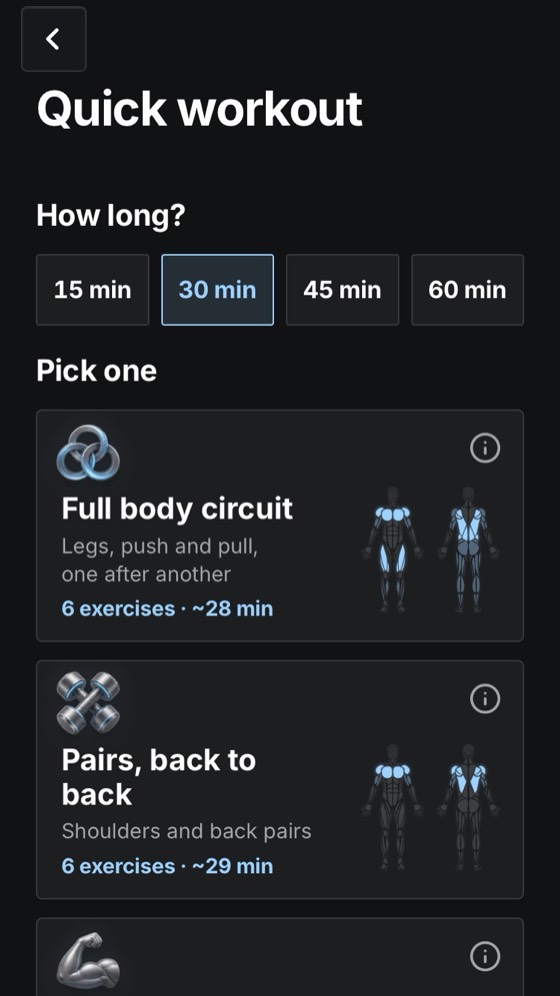 Quick workout
How long?
15 min
30 min
45 min
60 min
Pick one
Full body circuit
Legs, push and pull,
one after another
6 exercises · ~28 min
Pairs, back to
back
Shoulders and back pairs
6 exercises · ~29 min